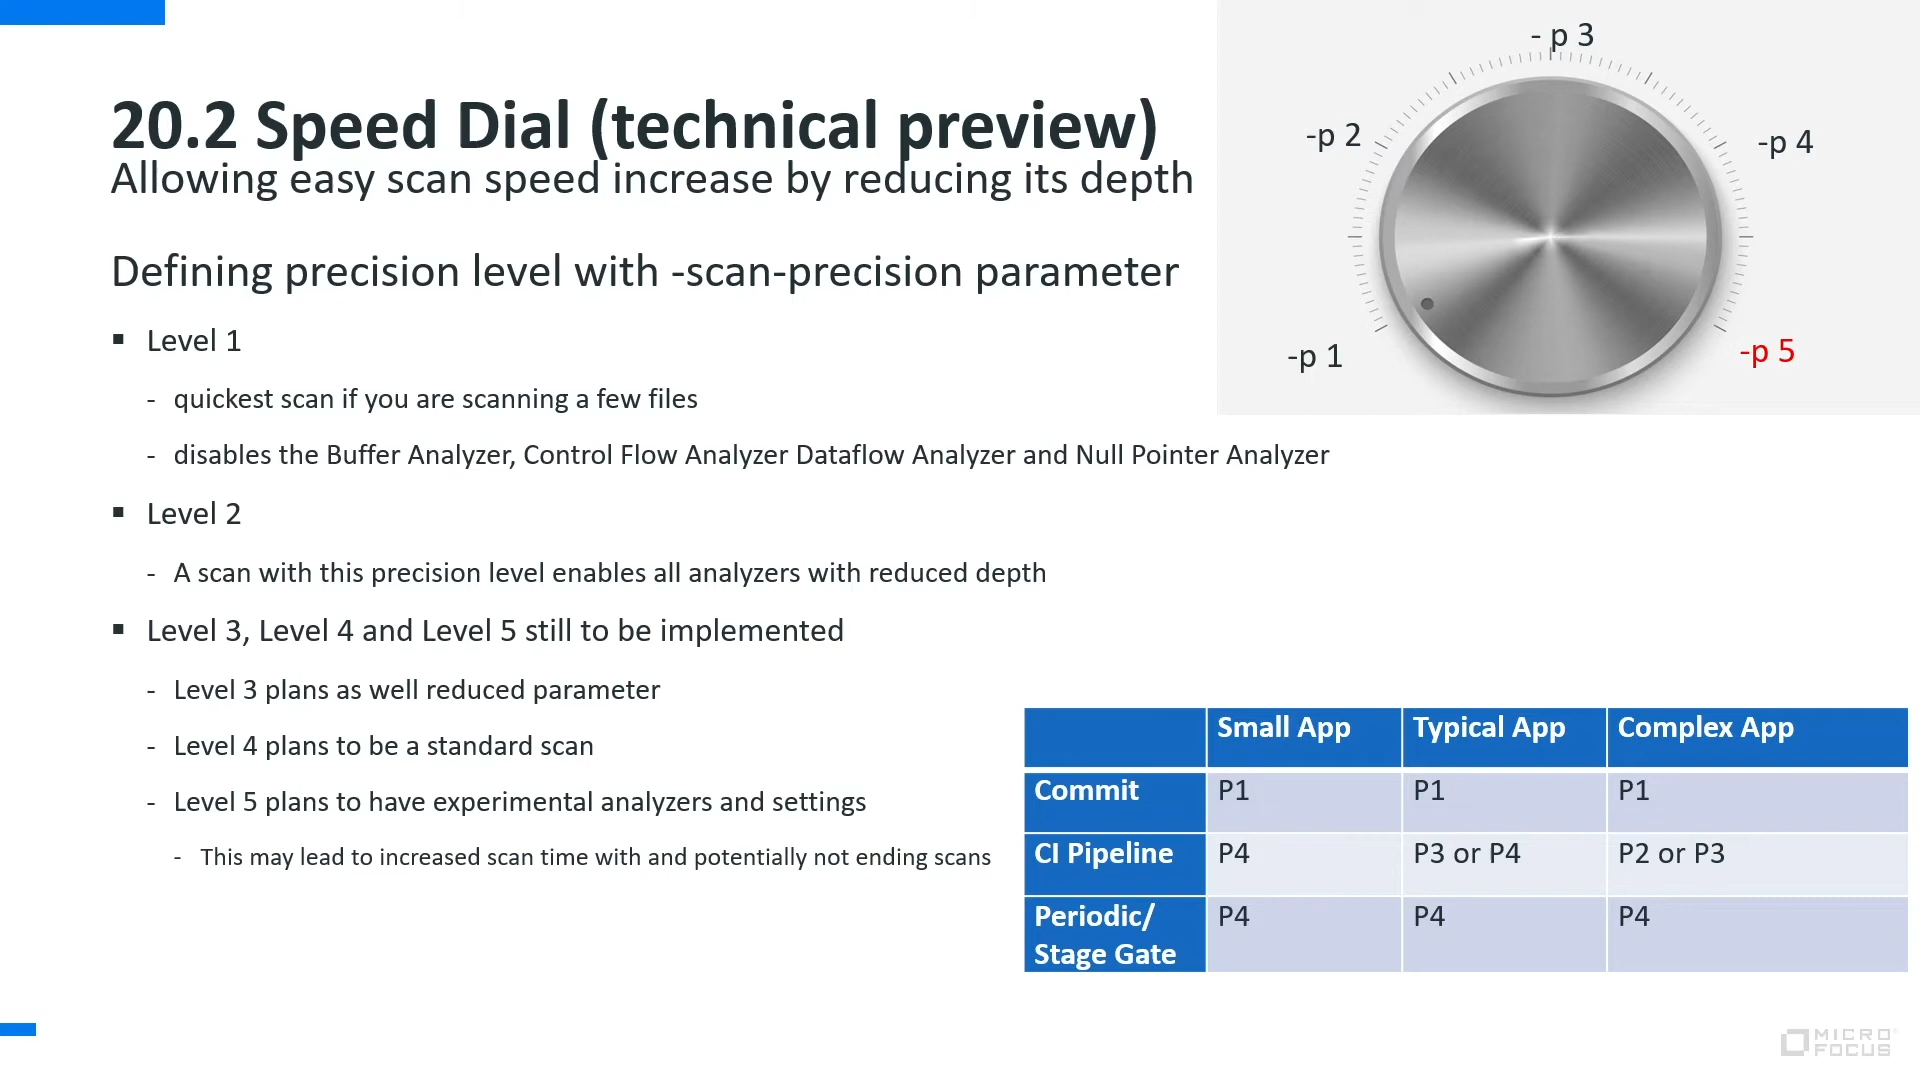 20.2 Speed Dial (technical preview)
Allowing easy scan speed increase by reducing its depth
Defining precision level with -scan-precision parameter
▪ Level 1
- quickest scan if you are scanning a few files
- disables the Buffer Analyzer, Control Flow Analyzer Dataflow Analyzer and Null Pointer Analyzer
▪ Level 2
- A scan with this precision level enables all analyzers with reduced depth
▪ Level 3, Level 4 and Level 5 still to be implemented
- Level 3 plans as well reduced parameter
- Level 4 plans to be a standard scan
- Level 5 plans to have experimental analyzers and settings
- This may lead to increased scan time with and potentially not ending scans
- p 3
-p 2
-p 4
-p 1
-p 5
Small App Typical App Complex App
Commit P1 P1 P1
CI Pipeline P4 P3 or P4 P2 or P3
Periodic/
Stage Gate P4 P4 P4
MICRO
FOCUS